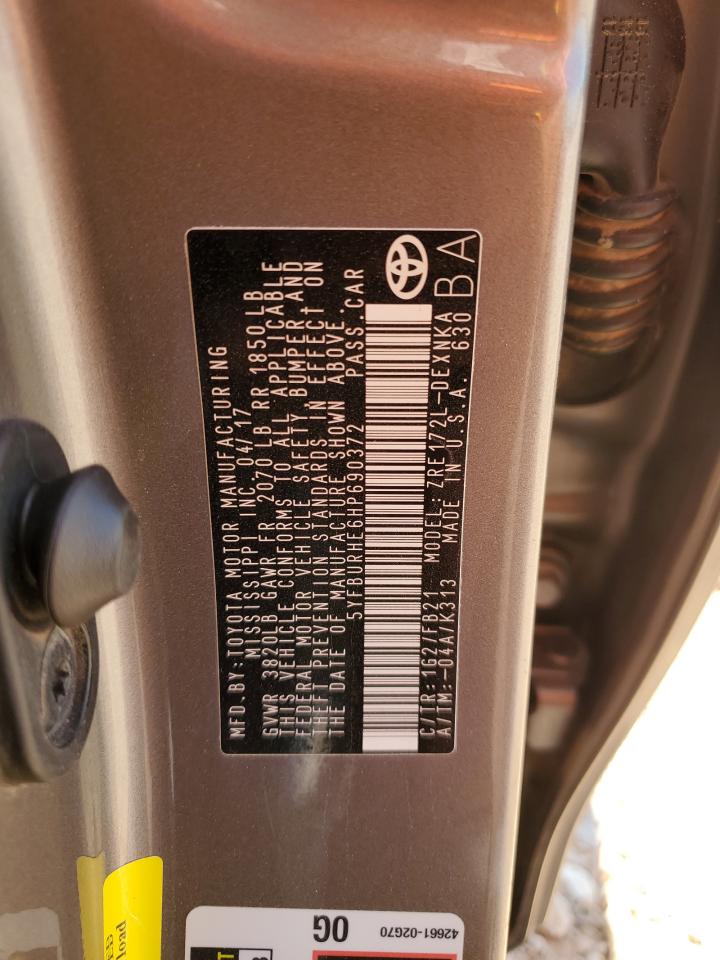 MFD.BY:TOYOTA MOTOR MANUFACTURING
MISSISSIPPI INC 04/17
GVWR 3820LB GAWR FR 2070 LB RR 1850 LB
THIS VEHICLE CONFORMS TO ALL APPLICABLE
FEDERAL MOTOR VEHICLE SAFETY, BUMPER AND
THEFT PREVENTION STANDARDS IN EFFECT ON
THE DATE OF MANUFACTURE SHOWN ABOVE.
5YFBURHE6HP690372 PASS.CAR
C/TR:1G27/FB21 MODEL:ZRE172L-DEXNKA
A/TM:-04A/K313 MADE IN U.S.A. 630
BA
0G
42661-02G70
load